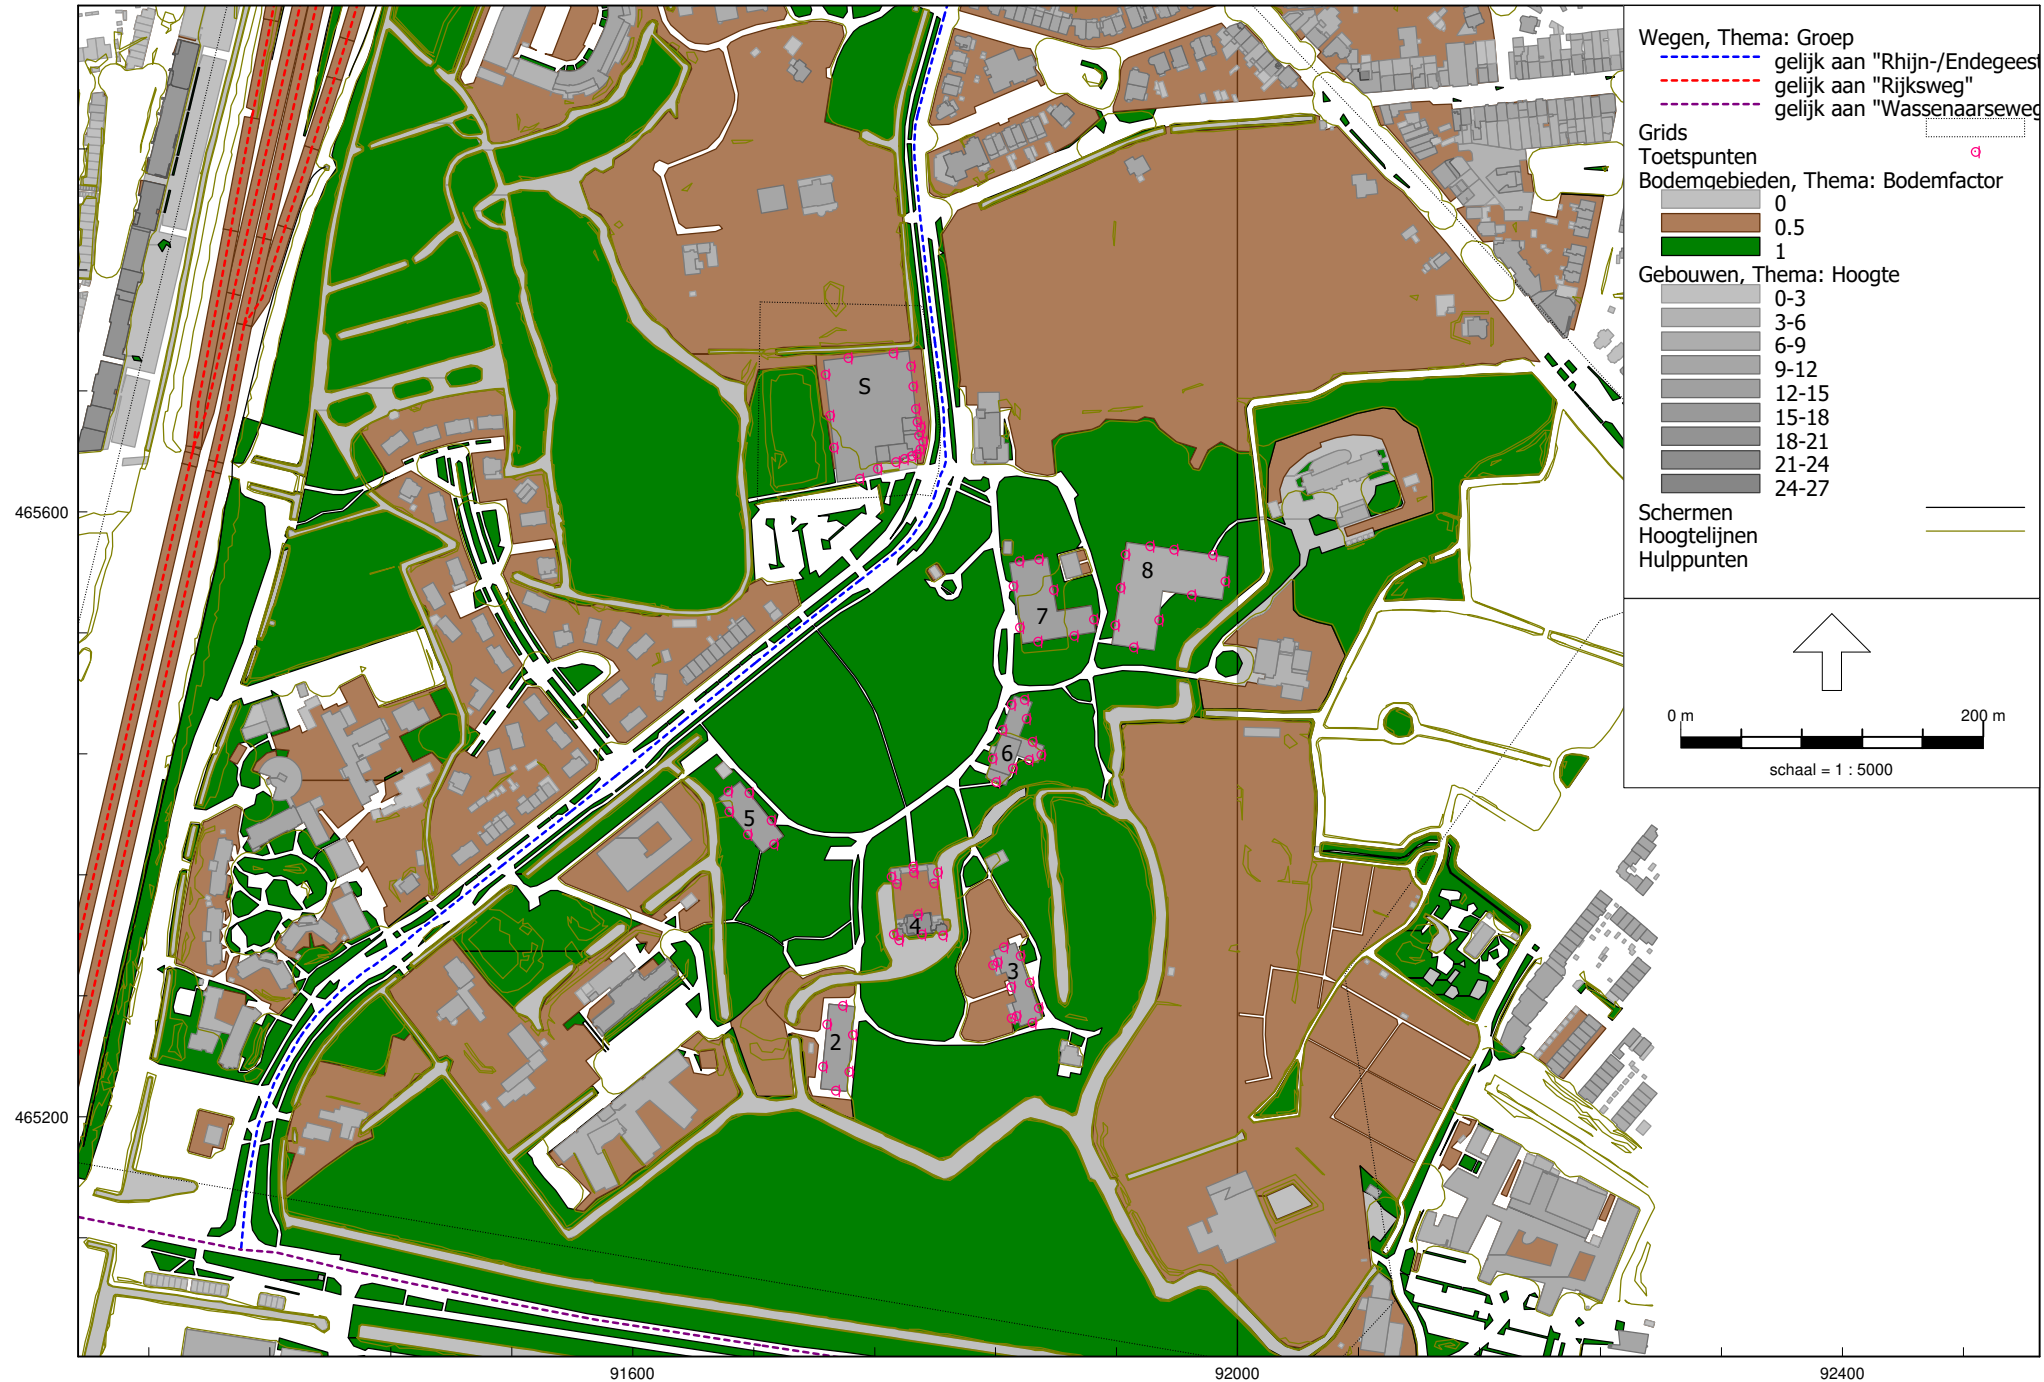 Wegen, Thema: Groep
gelijk aan "Rhijn-/Endegeest
gelijk aan "Rijksweg"
gelijk aan "Wassenaarseweg
Grids
Toetspunten
Bodemgebieden, Thema: Bodemfactor
0
0.5
1
Gebouwen, Thema: Hoogte
0-3
3-6
6-9
9-12
12-15
15-18
18-21
21-24
24-27
Schermen
Hoogtelijnen
Hulppunten
0 m 200 m
schaal = 1 : 5000
S
465600
8
7
6
5
4
3
2
465200
91600 92000 92400